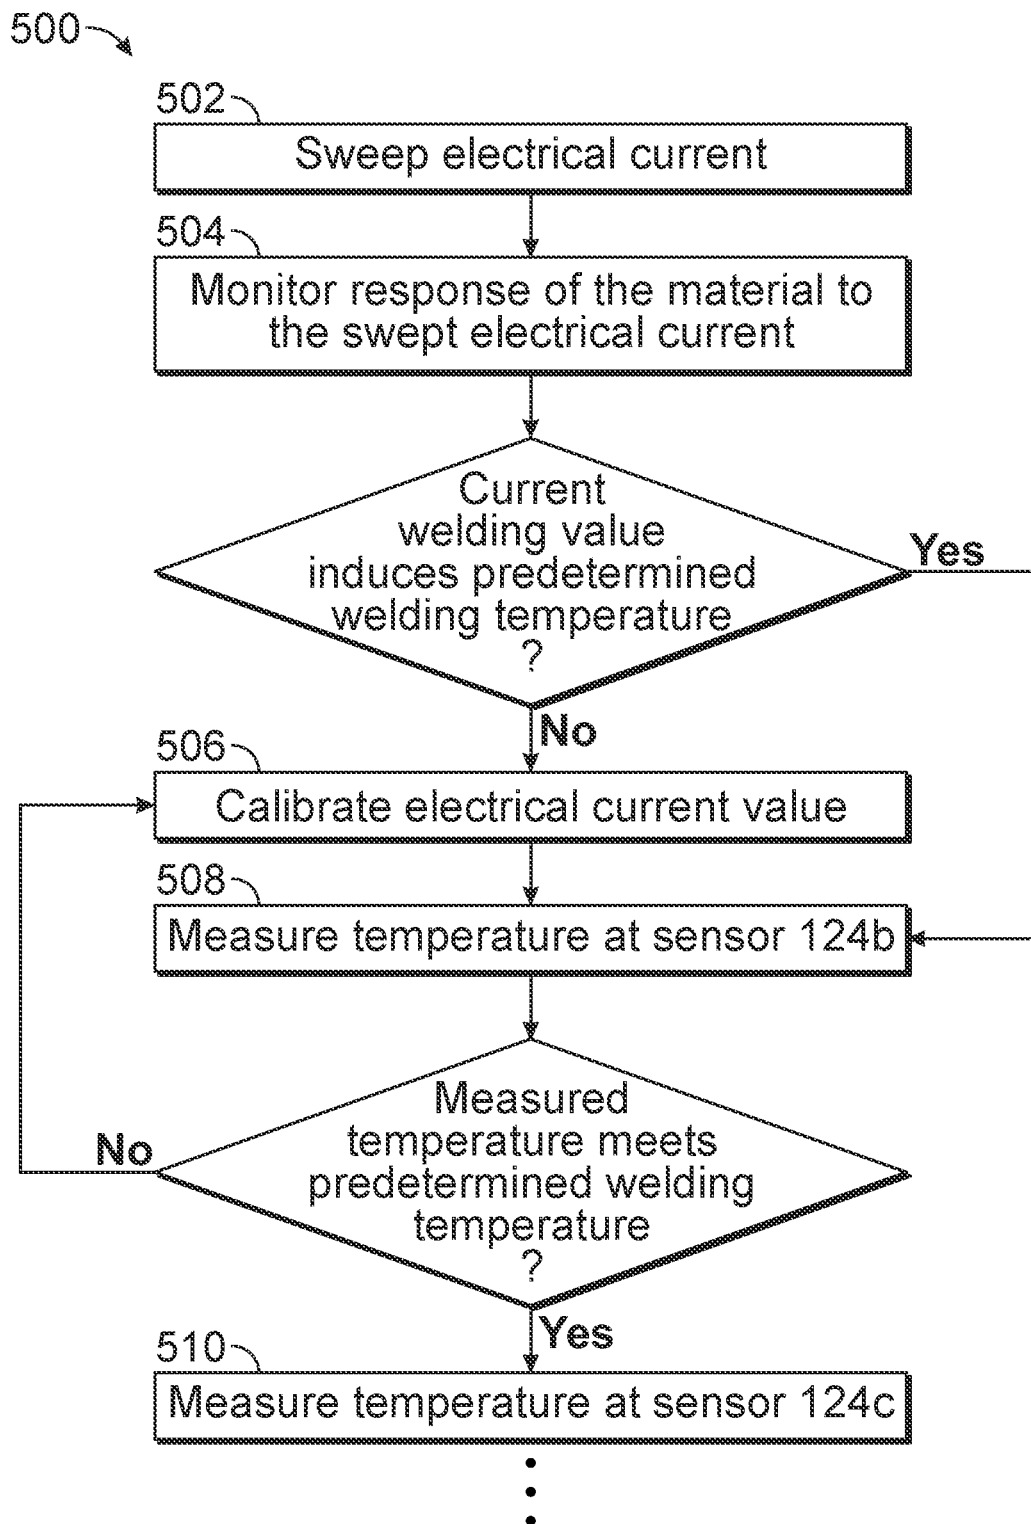 500
502
Sweep electrical current
504
Monitor response of the material to
the swept electrical current
Current
welding value
induces predetermined
welding temperature
?
Yes
No
506
Calibrate electrical current value
508
Measure temperature at sensor 124b
Measured
temperature meets
predetermined welding
temperature
?
No
Yes
510
Measure temperature at sensor 124c